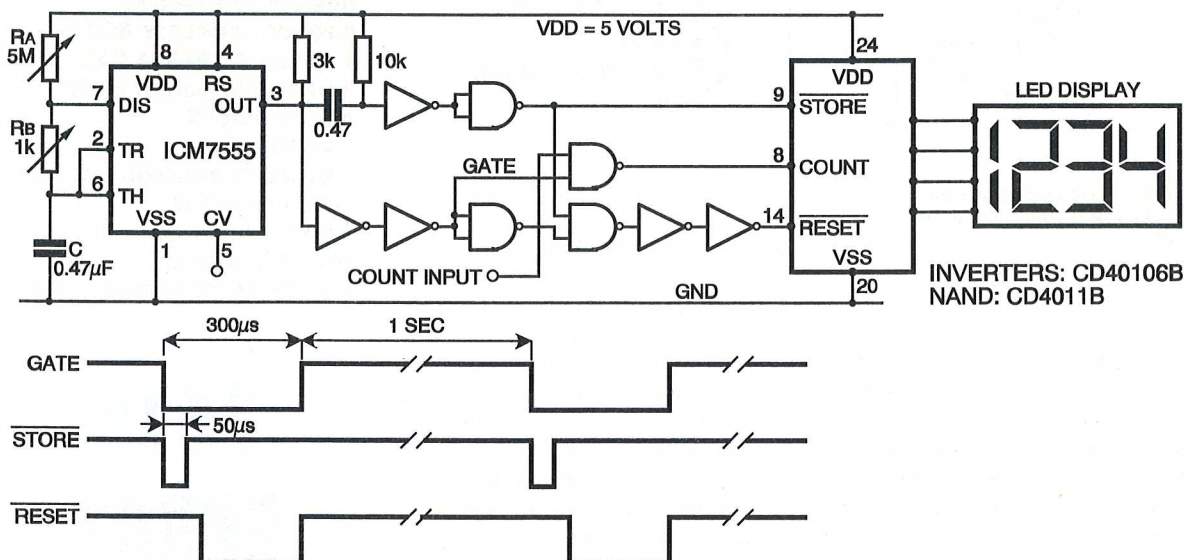 VDD = 5 VOLTS
RA
5M
8
4
3k
10k
24
VDD
RS
VDD
7
DIS
OUT
3
9
STORE
LED DISPLAY
0.47
RB
1k
2
TR
ICM7555
1234
GATE
8
COUNT
6
TH
VSS
CV
14
RESET
C
0.47µF
1
5
VSS
COUNT INPUT
20
INVERTERS: CD40106B
NAND: CD4011B
GND
300µs
1 SEC
GATE
50µs
STORE
RESET